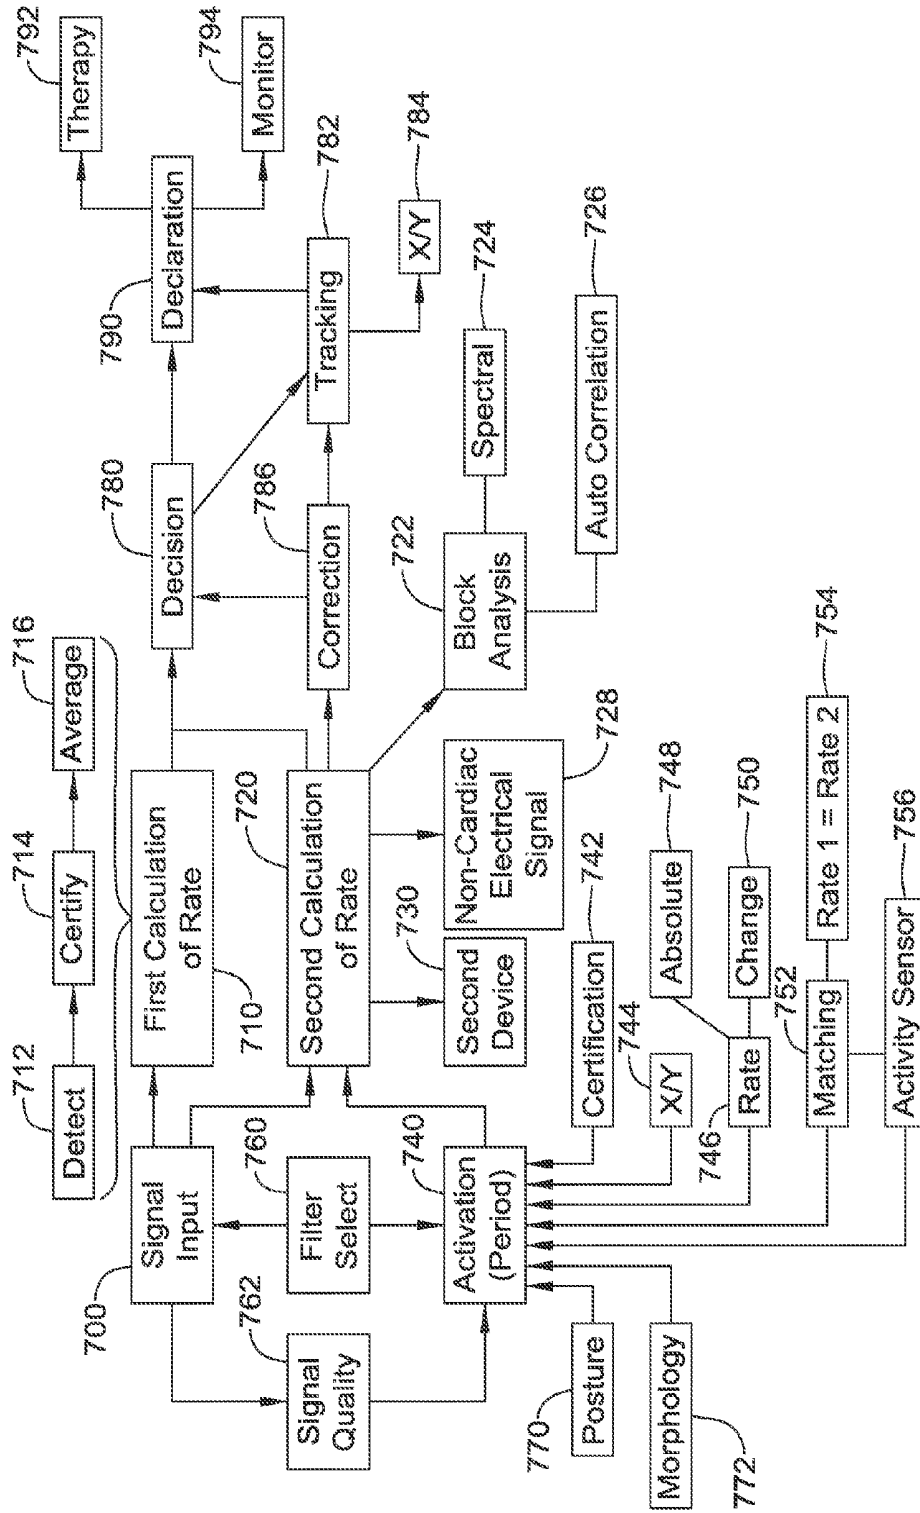 712
Detect
714
Certify
716
Average
700
Signal
Input
First Calculation
of Rate
710
780
Decision
790
Declaration
792
Therapy
794
Monitor
762
Signal
Quality
760
Filter
Select
Second Calculation
of Rate
720
Correction
786
Tracking
782
X/Y
784
740
Activation
(Period)
Second
Device
730
Non-Cardiac
Electrical
Signal
728
Block
Analysis
722
Spectral
724
Auto Correlation
726
770
Posture
Morphology
772
Certification
742
X/Y
744
746
Rate
Absolute
748
Change
750
Matching
752
Rate 1 = Rate 2
754
Activity Sensor
756